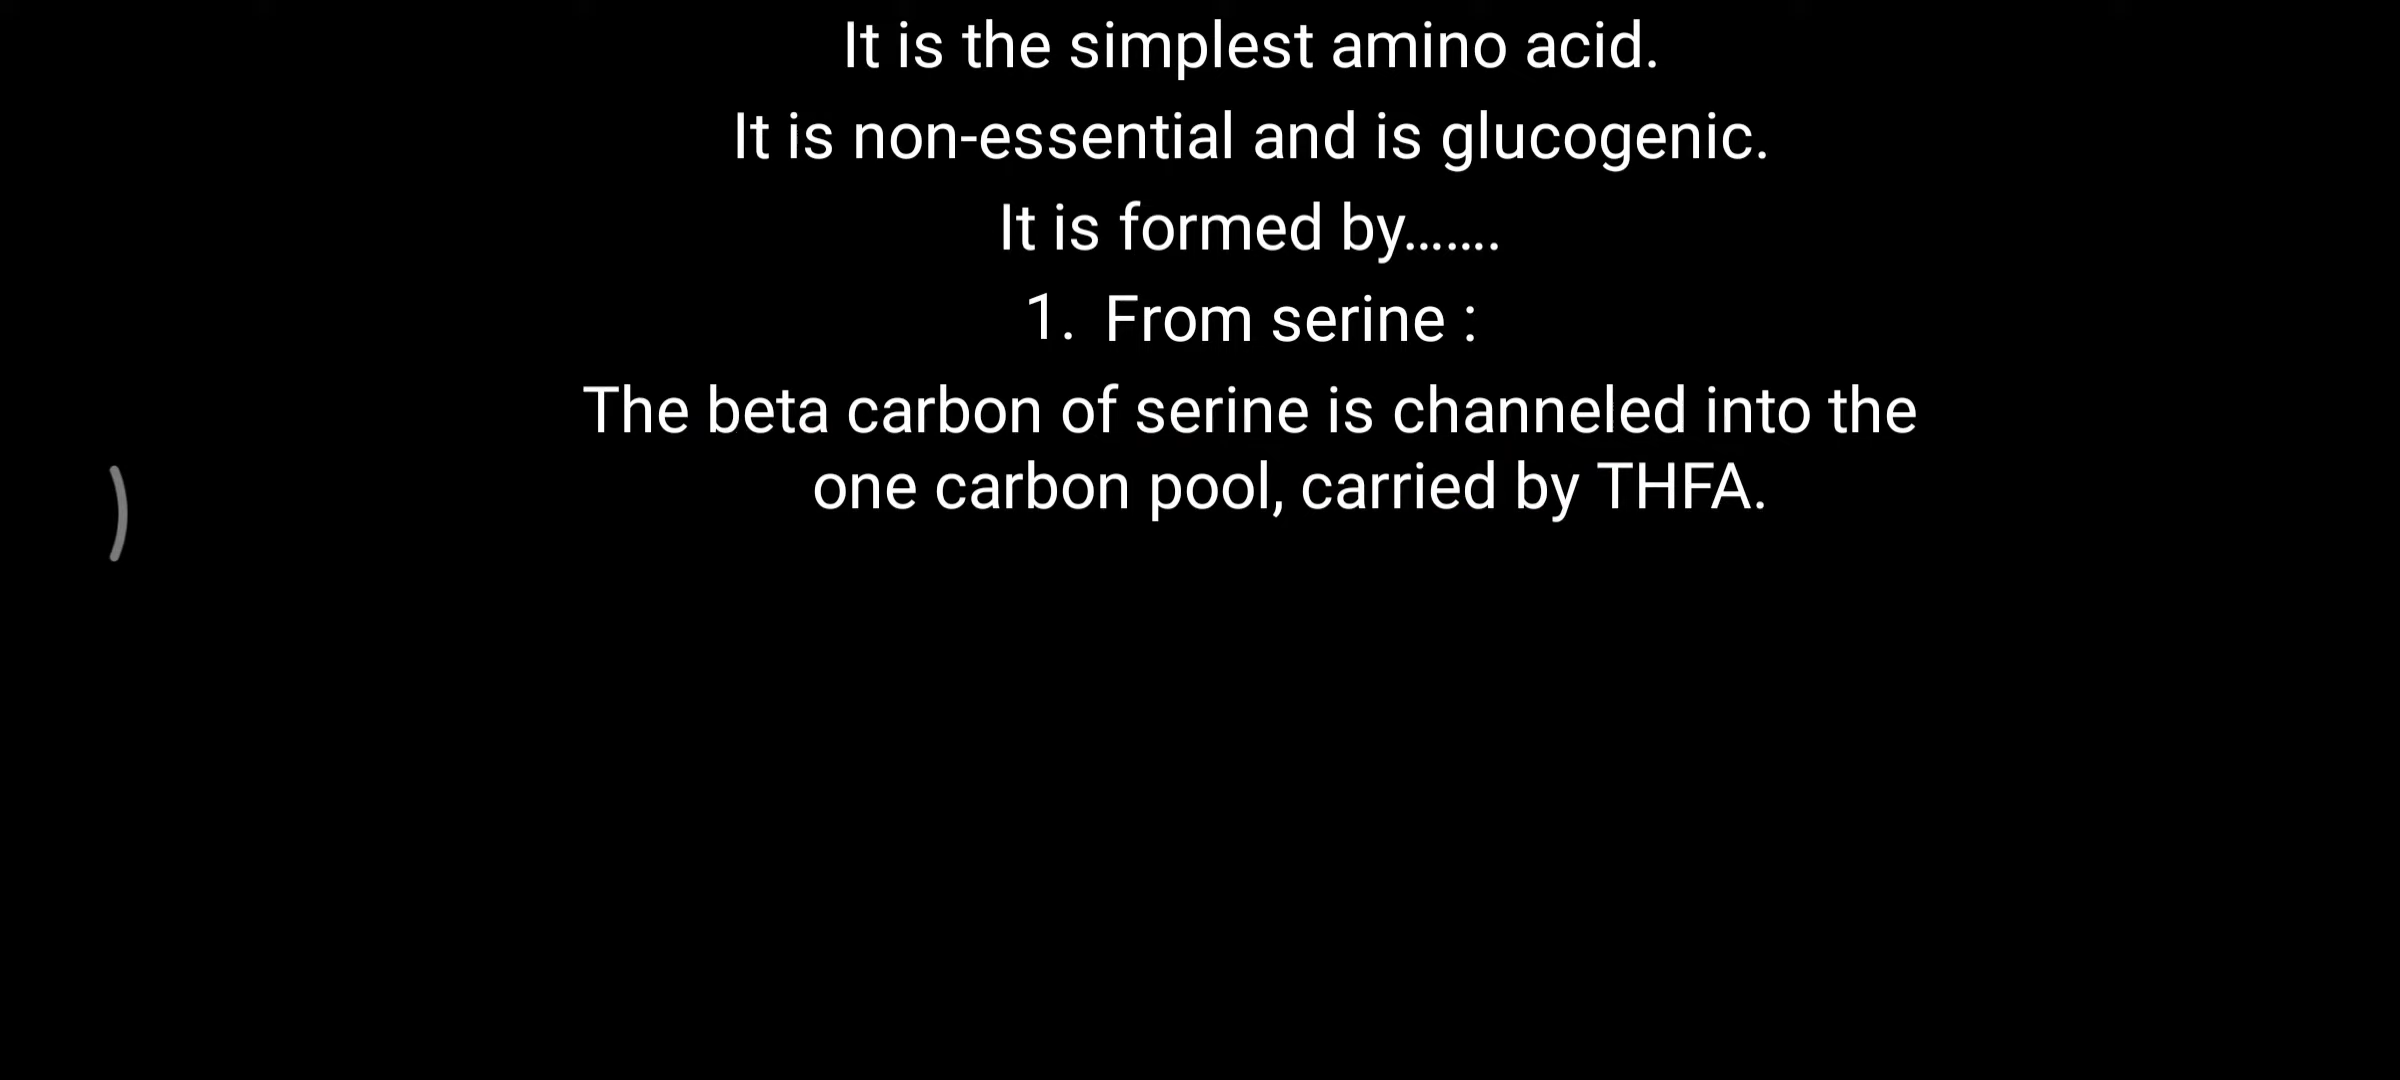 It is the simplest amino acid.
It is non-essential and is glucogenic.
It is formed by.......
1. From serine :
The beta carbon of serine is channeled into the
one carbon pool, carried by THFA.